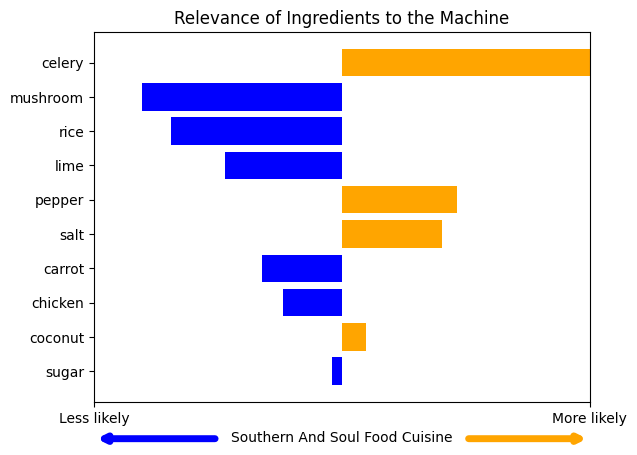 Relevance of Ingredients to the Machine
celery
mushroom
rice
lime
pepper
salt
carrot
chicken
coconut
sugar
Less likely
More likely
Southern And Soul Food Cuisine